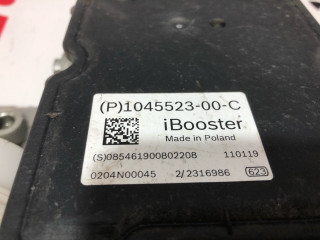 (P)1045523-00-C
iBooster
Made in Poland
(S)085461900802208 110119
0204N00045 2/2316986 623